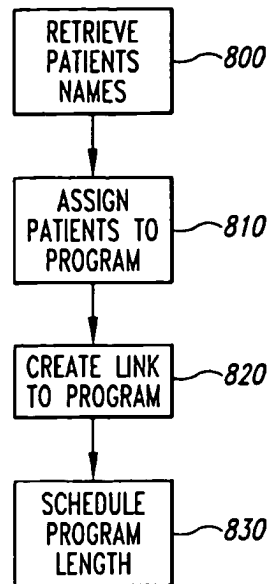 RETRIEVE
PATIENTS
NAMES
800
ASSIGN
PATIENTS TO
PROGRAM
810
CREATE LINK
TO PROGRAM
820
SCHEDULE
PROGRAM
LENGTH
830